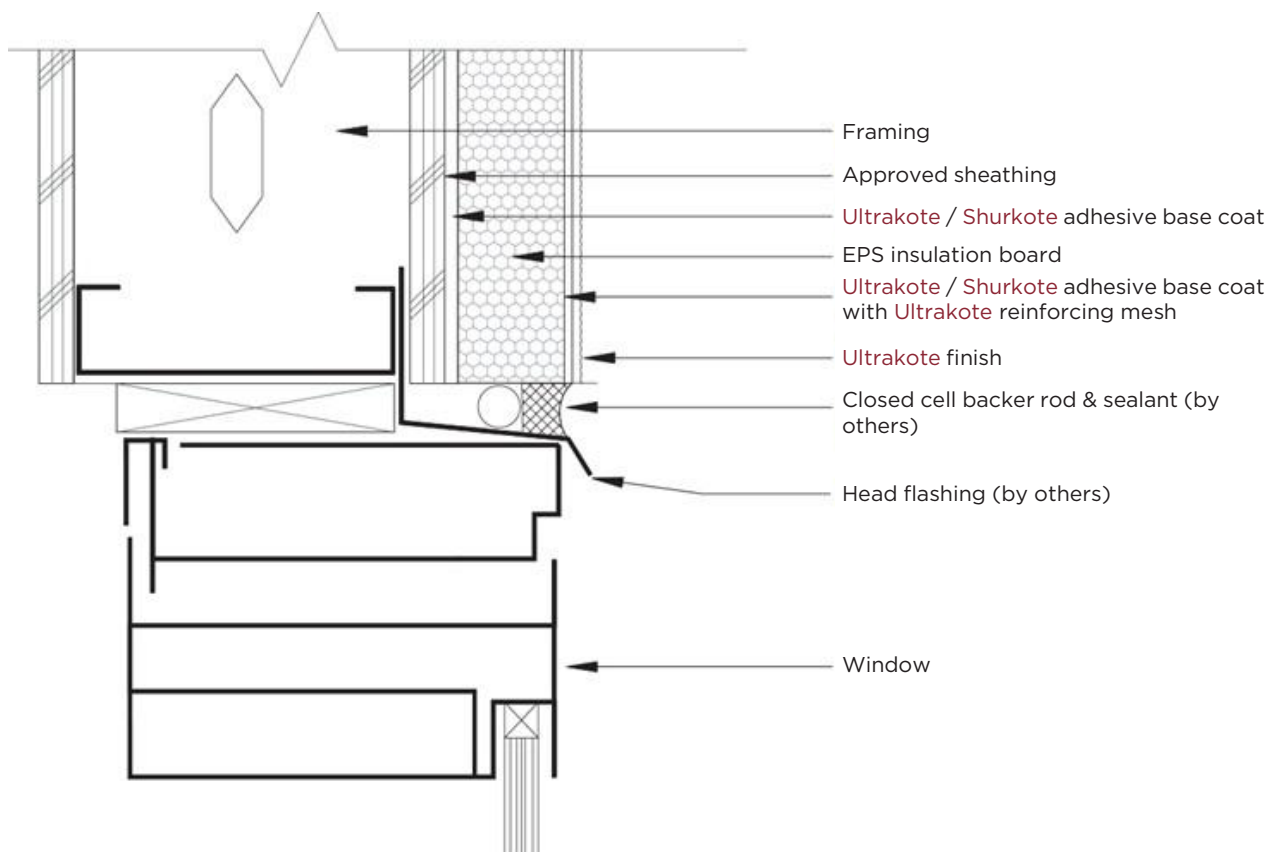 Framing
Approved sheathing
Ultrakote / Shurkote adhesive base coat
EPS insulation board
Ultrakote / Shurkote adhesive base coat
with Ultrakote reinforcing mesh
Ultrakote finish
Closed cell backer rod & sealant (by
others)
Head flashing (by others)
Window